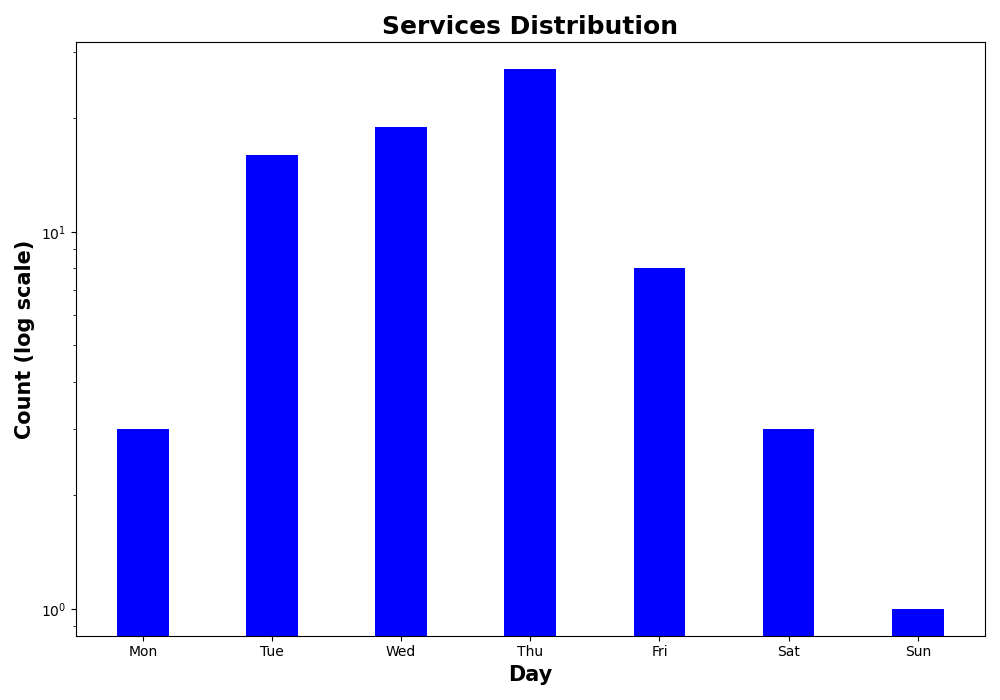 Services Distribution
Count (log scale)
10¹
10⁰
Mon Tue Wed Thu Fri Sat Sun
Day